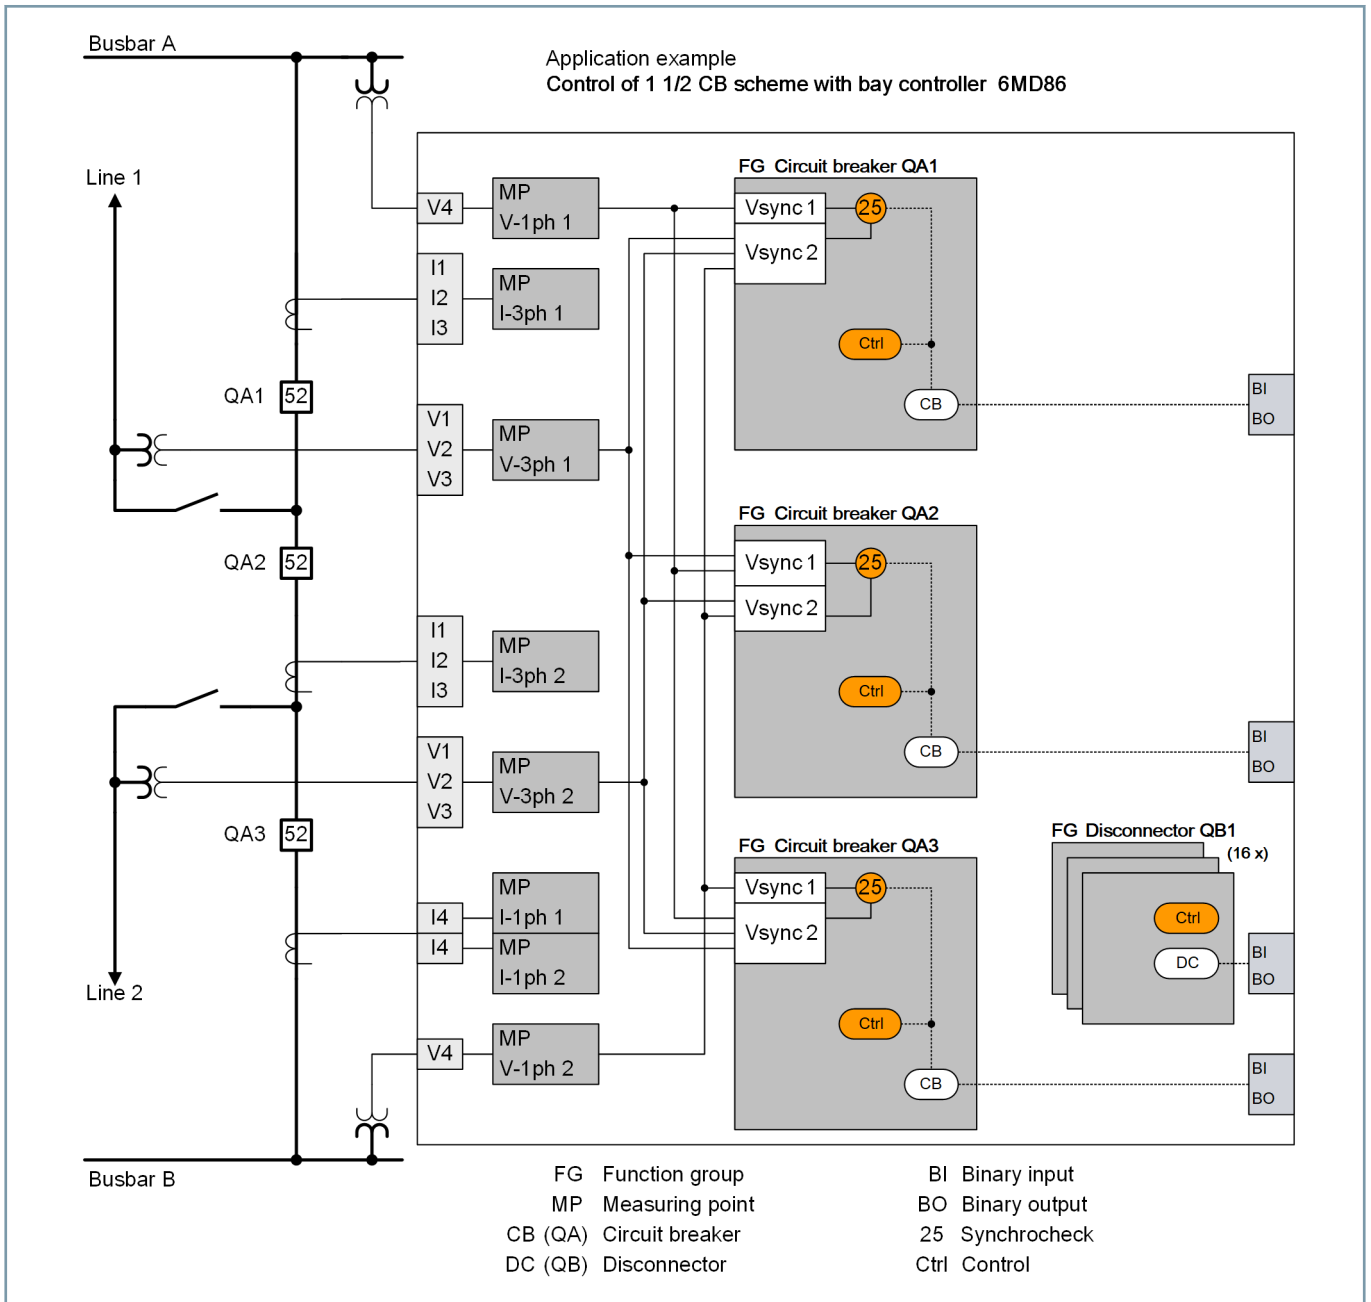 Busbar A
Application example
Control of 1 1/2 CB scheme with bay controller 6MD86
Line 1
FG Circuit breaker QA1
V4
MP
V-1ph 1
Vsync 1
25
Vsync 2
I1
I2
I3
MP
I-3ph 1
Ctrl
QA1
52
CB
BI
BO
V1
V2
V3
MP
V-3ph 1
FG Circuit breaker QA2
QA2
52
Vsync 1
25
Vsync 2
I1
I2
I3
MP
I-3ph 2
Ctrl
CB
BI
BO
V1
V2
V3
MP
V-3ph 2
QA3
52
FG Circuit breaker QA3
FG Disconnector QB1
(16 x)
Vsync 1
25
Vsync 2
MP
I-1ph 1
I4
I4
MP
I-1ph 2
Ctrl
DC
BI
BO
Line 2
Ctrl
V4
MP
V-1ph 2
CB
BI
BO
Busbar B
FG Function group
MP Measuring point
CB (QA) Circuit breaker
DC (QB) Disconnector
BI Binary input
BO Binary output
25 Synchrocheck
Ctrl Control